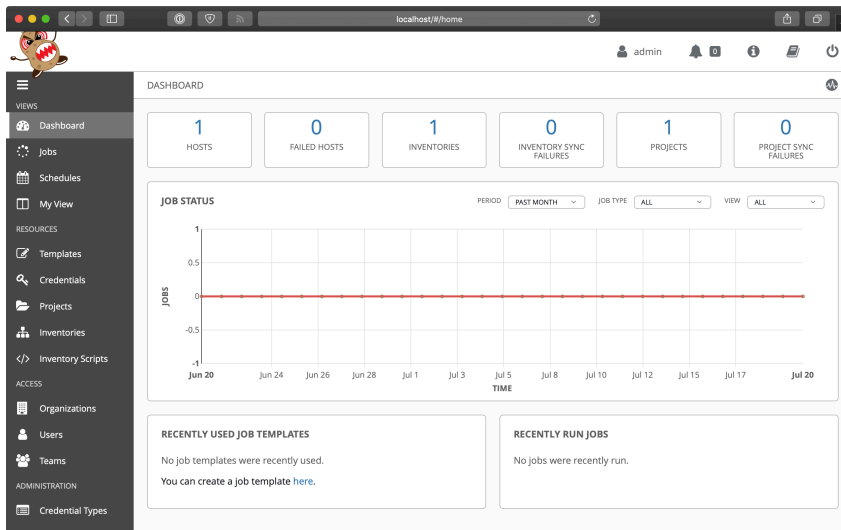 localhost/#/home
admin
0
VIEWS
Dashboard
Jobs
Schedules
My View
RESOURCES
Templates
Credentials
Projects
Inventories
Inventory Scripts
ACCESS
Organizations
Users
Teams
ADMINISTRATION
Credential Types
DASHBOARD
1
HOSTS
0
FAILED HOSTS
1
INVENTORIES
0
INVENTORY SYNC
FAILURES
1
PROJECTS
0
PROJECT SYNC
FAILURES
JOB STATUS
PERIOD PAST MONTH JOB TYPE ALL VIEW ALL
1
0.5
0
-0.5
-1
JOBS
Jun 20 Jun 24 Jun 26 Jun 28 Jul 1 Jul 3 Jul 5 Jul 8 Jul 10 Jul 12 Jul 15 Jul 17 Jul 20
TIME
RECENTLY USED JOB TEMPLATES
No job templates were recently used.
You can create a job template here.
RECENTLY RUN JOBS
No jobs were recently run.